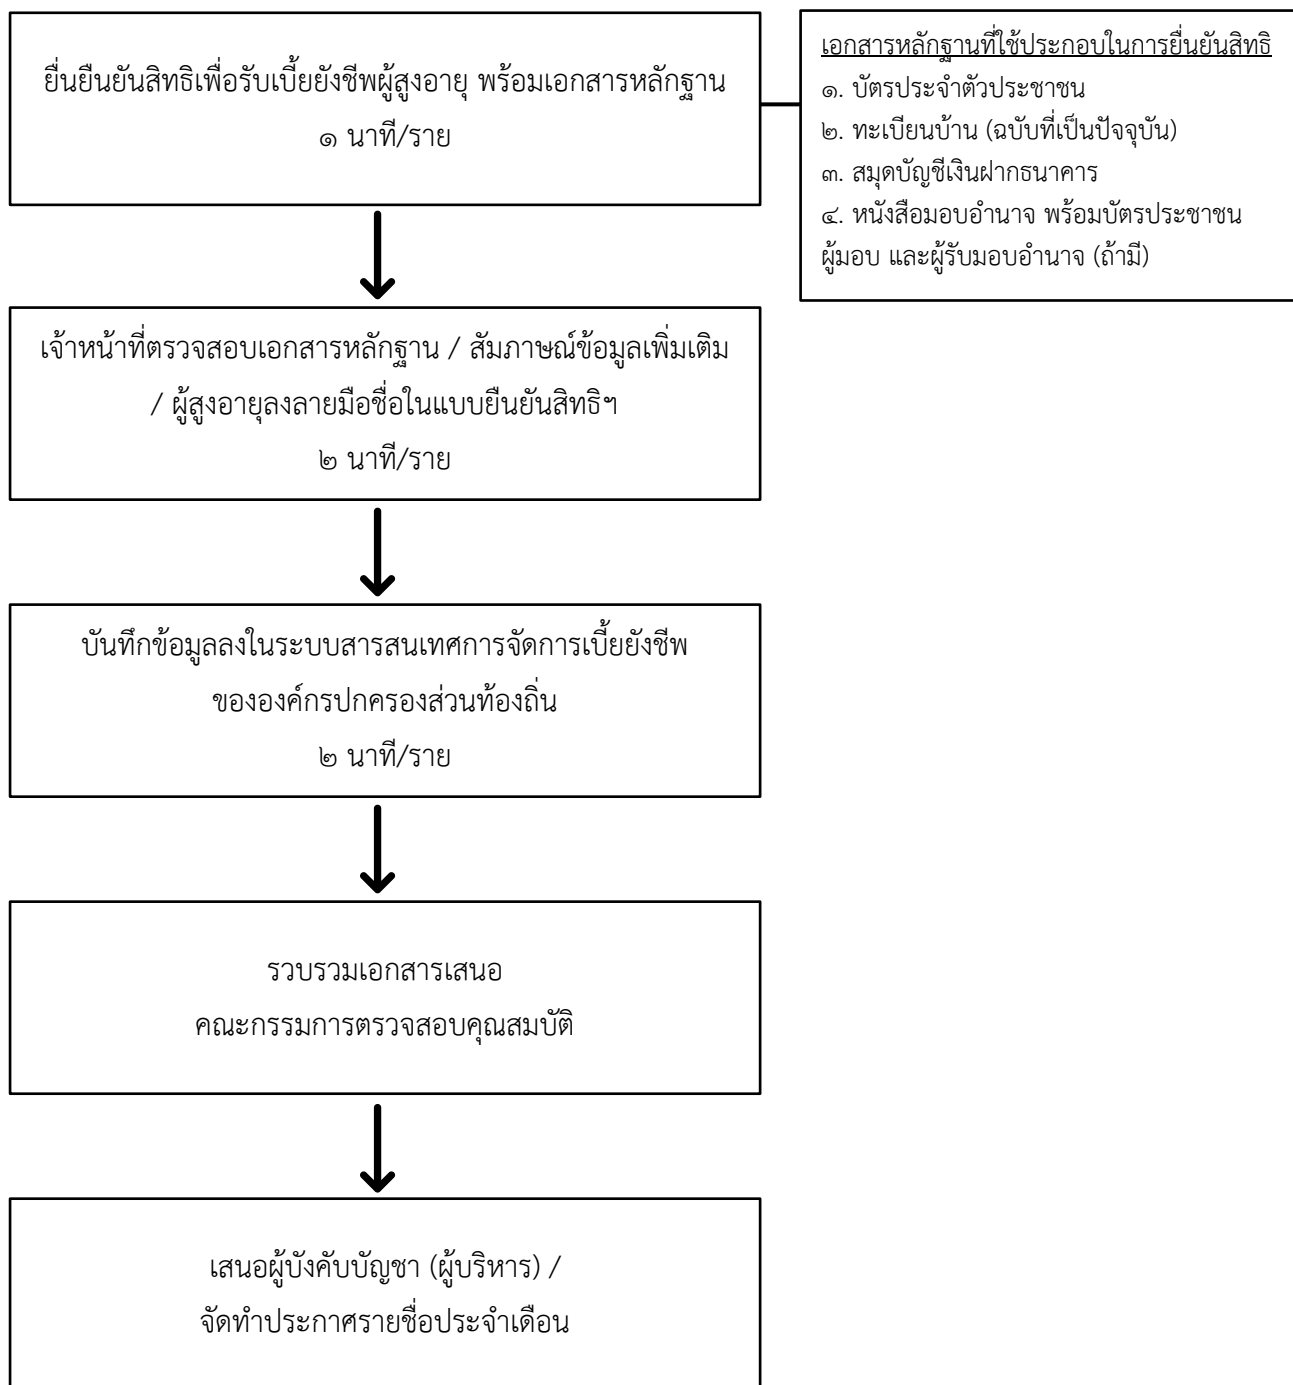 ยื่นยืนยันสิทธิเพื่อรับเบี้ยยังชีพผู้สูงอายุ พร้อมเอกสารหลักฐาน
๑ นาที/ราย
เอกสารหลักฐานที่ใช้ประกอบในการยื่นยันสิทธิ
๑. บัตรประจำตัวประชาชน
๒. ทะเบียนบ้าน (ฉบับที่เป็นปัจจุบัน)
๓. สมุดบัญชีเงินฝากธนาคาร
๔. หนังสือมอบอำนาจ พร้อมบัตรประชาชน
ผู้มอบ และผู้รับมอบอำนาจ (ถ้ามี)
เจ้าหน้าที่ตรวจสอบเอกสารหลักฐาน / สัมภาษณ์ข้อมูลเพิ่มเติม
/ ผู้สูงอายุลงลายมือชื่อในแบบยืนยันสิทธิฯ
๒ นาที/ราย
บันทึกข้อมูลลงในระบบสารสนเทศการจัดการเบี้ยยังชีพ
ขององค์กรปกครองส่วนท้องถิ่น
๒ นาที/ราย
รวบรวมเอกสารเสนอ
คณะกรรมการตรวจสอบคุณสมบัติ
เสนอผู้บังคับบัญชา (ผู้บริหาร) /
จัดทำประกาศรายชื่อประจำเดือน